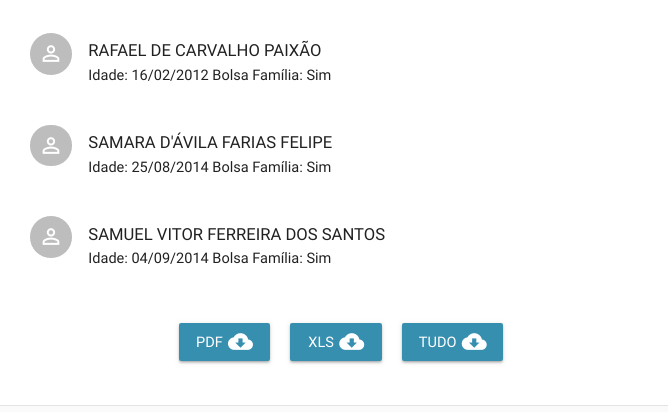 RAFAEL DE CARVALHO PAIXÃO
Idade: 16/02/2012 Bolsa Família: Sim
SAMARA D'ÁVILA FARIAS FELIPE
Idade: 25/08/2014 Bolsa Família: Sim
SAMUEL VITOR FERREIRA DOS SANTOS
Idade: 04/09/2014 Bolsa Família: Sim
PDF XLS TUDO